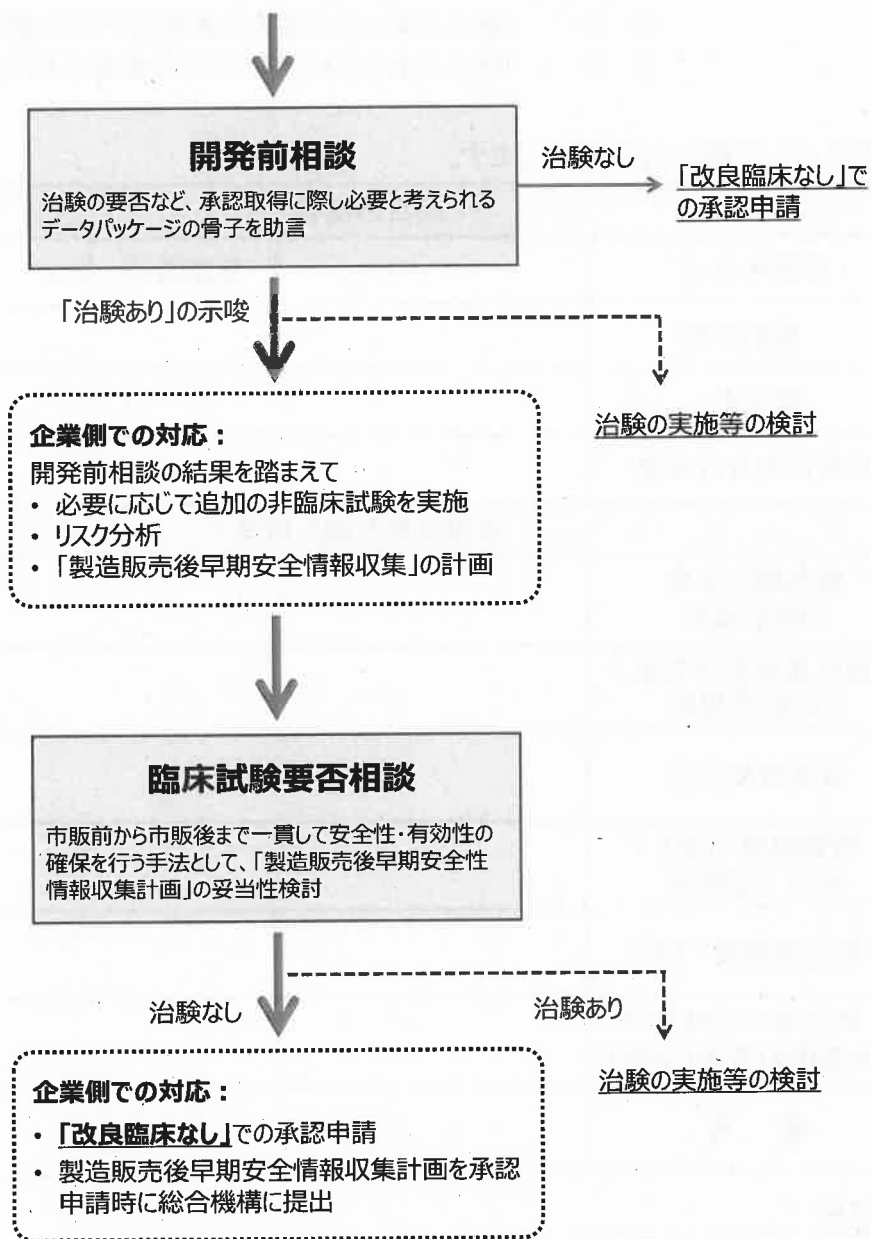 開発前相談
治験の要否など、承認取得に際し必要と考えられる
データパッケージの骨子を助言
治験なし
「改良臨床なし」で
の承認申請
「治験あり」の示唆
治験の実施等の検討
企業側での対応：
開発前相談の結果を踏まえて
• 必要に応じて追加の非臨床試験を実施
• リスク分析
• 「製造販売後早期安全情報収集」の計画
臨床試験要否相談
市販前から市販後まで一貫して安全性・有効性の
確保を行う手法として、「製造販売後早期安全性
情報収集計画」の妥当性検討
治験なし
治験あり
治験の実施等の検討
企業側での対応：
• 「改良臨床なし」での承認申請
• 製造販売後早期安全情報収集計画を承認
申請時に総合機構に提出